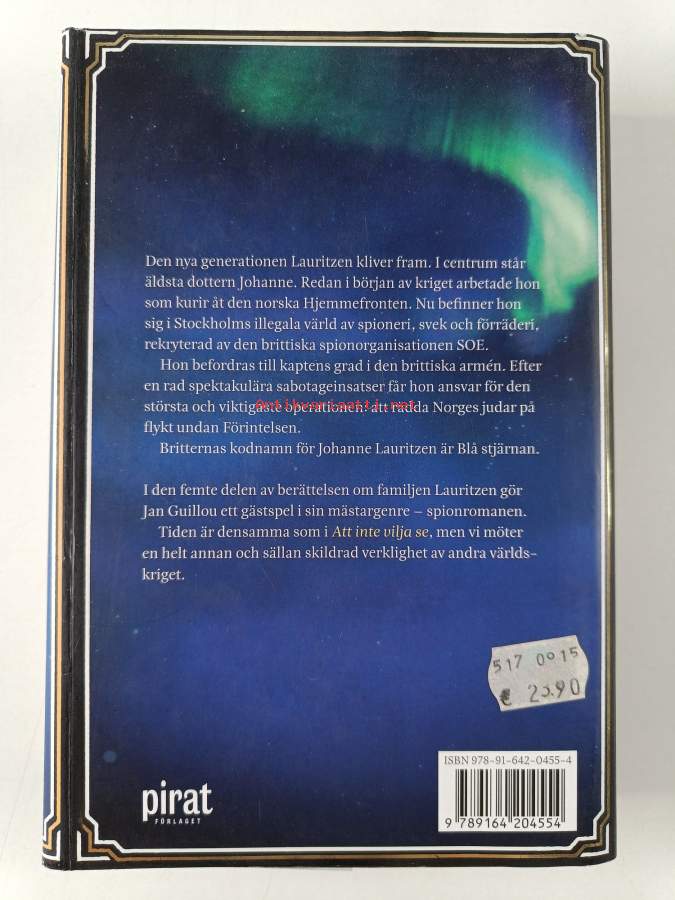 Den nya generationen Lauritzen kliver fram. I centrum står
äldsta dottern Johanne. Redan i början av kriget arbetade hon
som kurir åt den norska Hjemmefronten. Nu befinner hon
sig i Stockholms illegala värld av spioneri, svek och förräderi,
rekryterad av den brittiska spionorganisationen SOE.
Hon befordras till kaptens grad i den brittiska armén. Efter
en rad spektakulära sabotageinsatser får hon ansvar för den
Antikvariaatti.net
största och viktigaste operationen: att rädda Norges judar på
flykt undan Förintelsen.
Britternas kodnamn för Johanne Lauritzen är Blå stjärnan.
I den femte delen av berättelsen om familjen Lauritzen gör
Jan Guillou ett gästspel i sin mästargenre – spionromanen.
Tiden är densamma som i Att inte vilja se, men vi möter
en helt annan och sällan skildrad verklighet av andra världs-
kriget.
517 0015
€ 23.90
ISBN 978-91-642-0455-4
9 789164 204554
pirat
FÖRLAGET